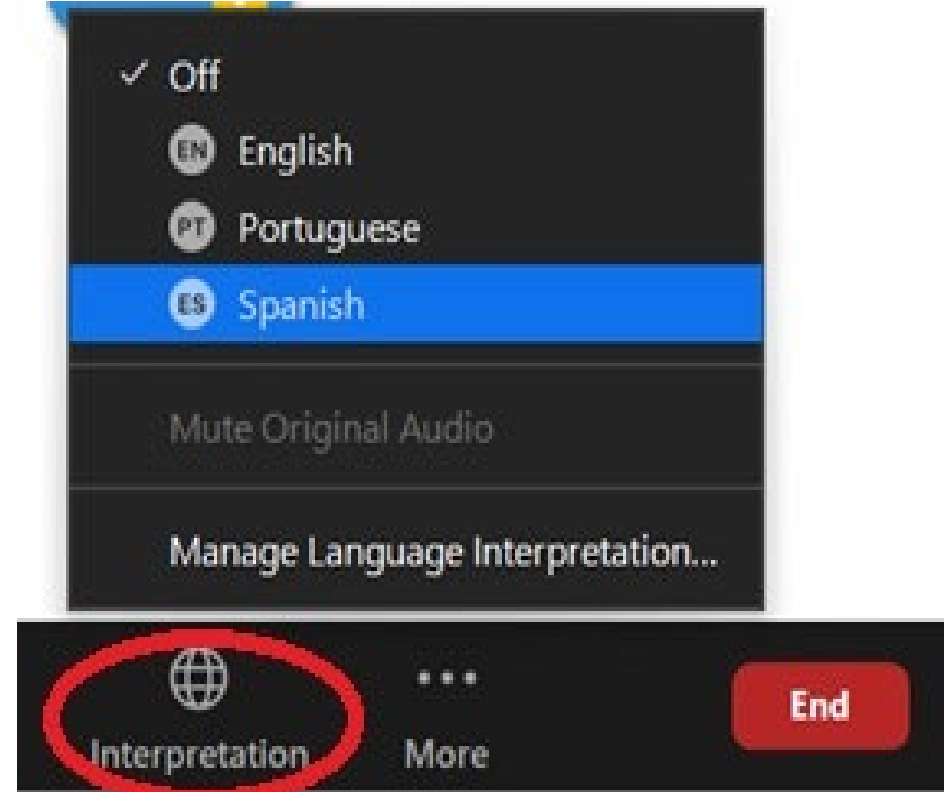 Off
EN English
PT Portuguese
ES Spanish
Mute Original Audio
Manage Language Interpretation...
Interpretation More End